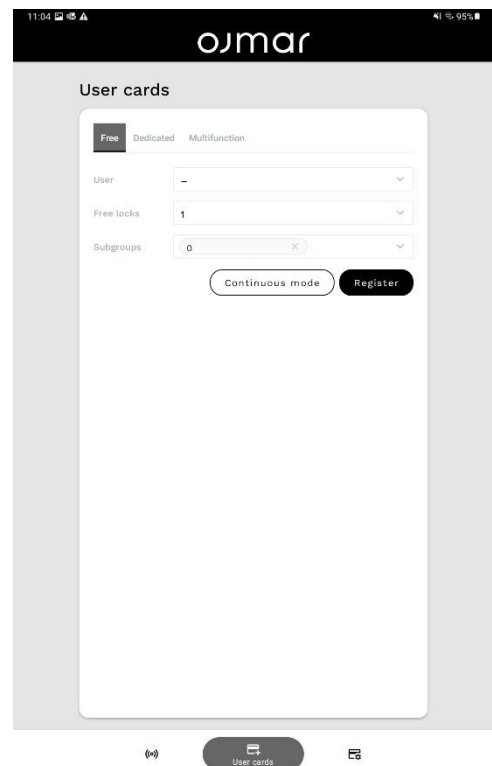 11:04 95%
ojmar
User cards
Free Dedicated Multifunction
User –
Free locks 1
Subgroups 0
Continuous mode Register
User cards